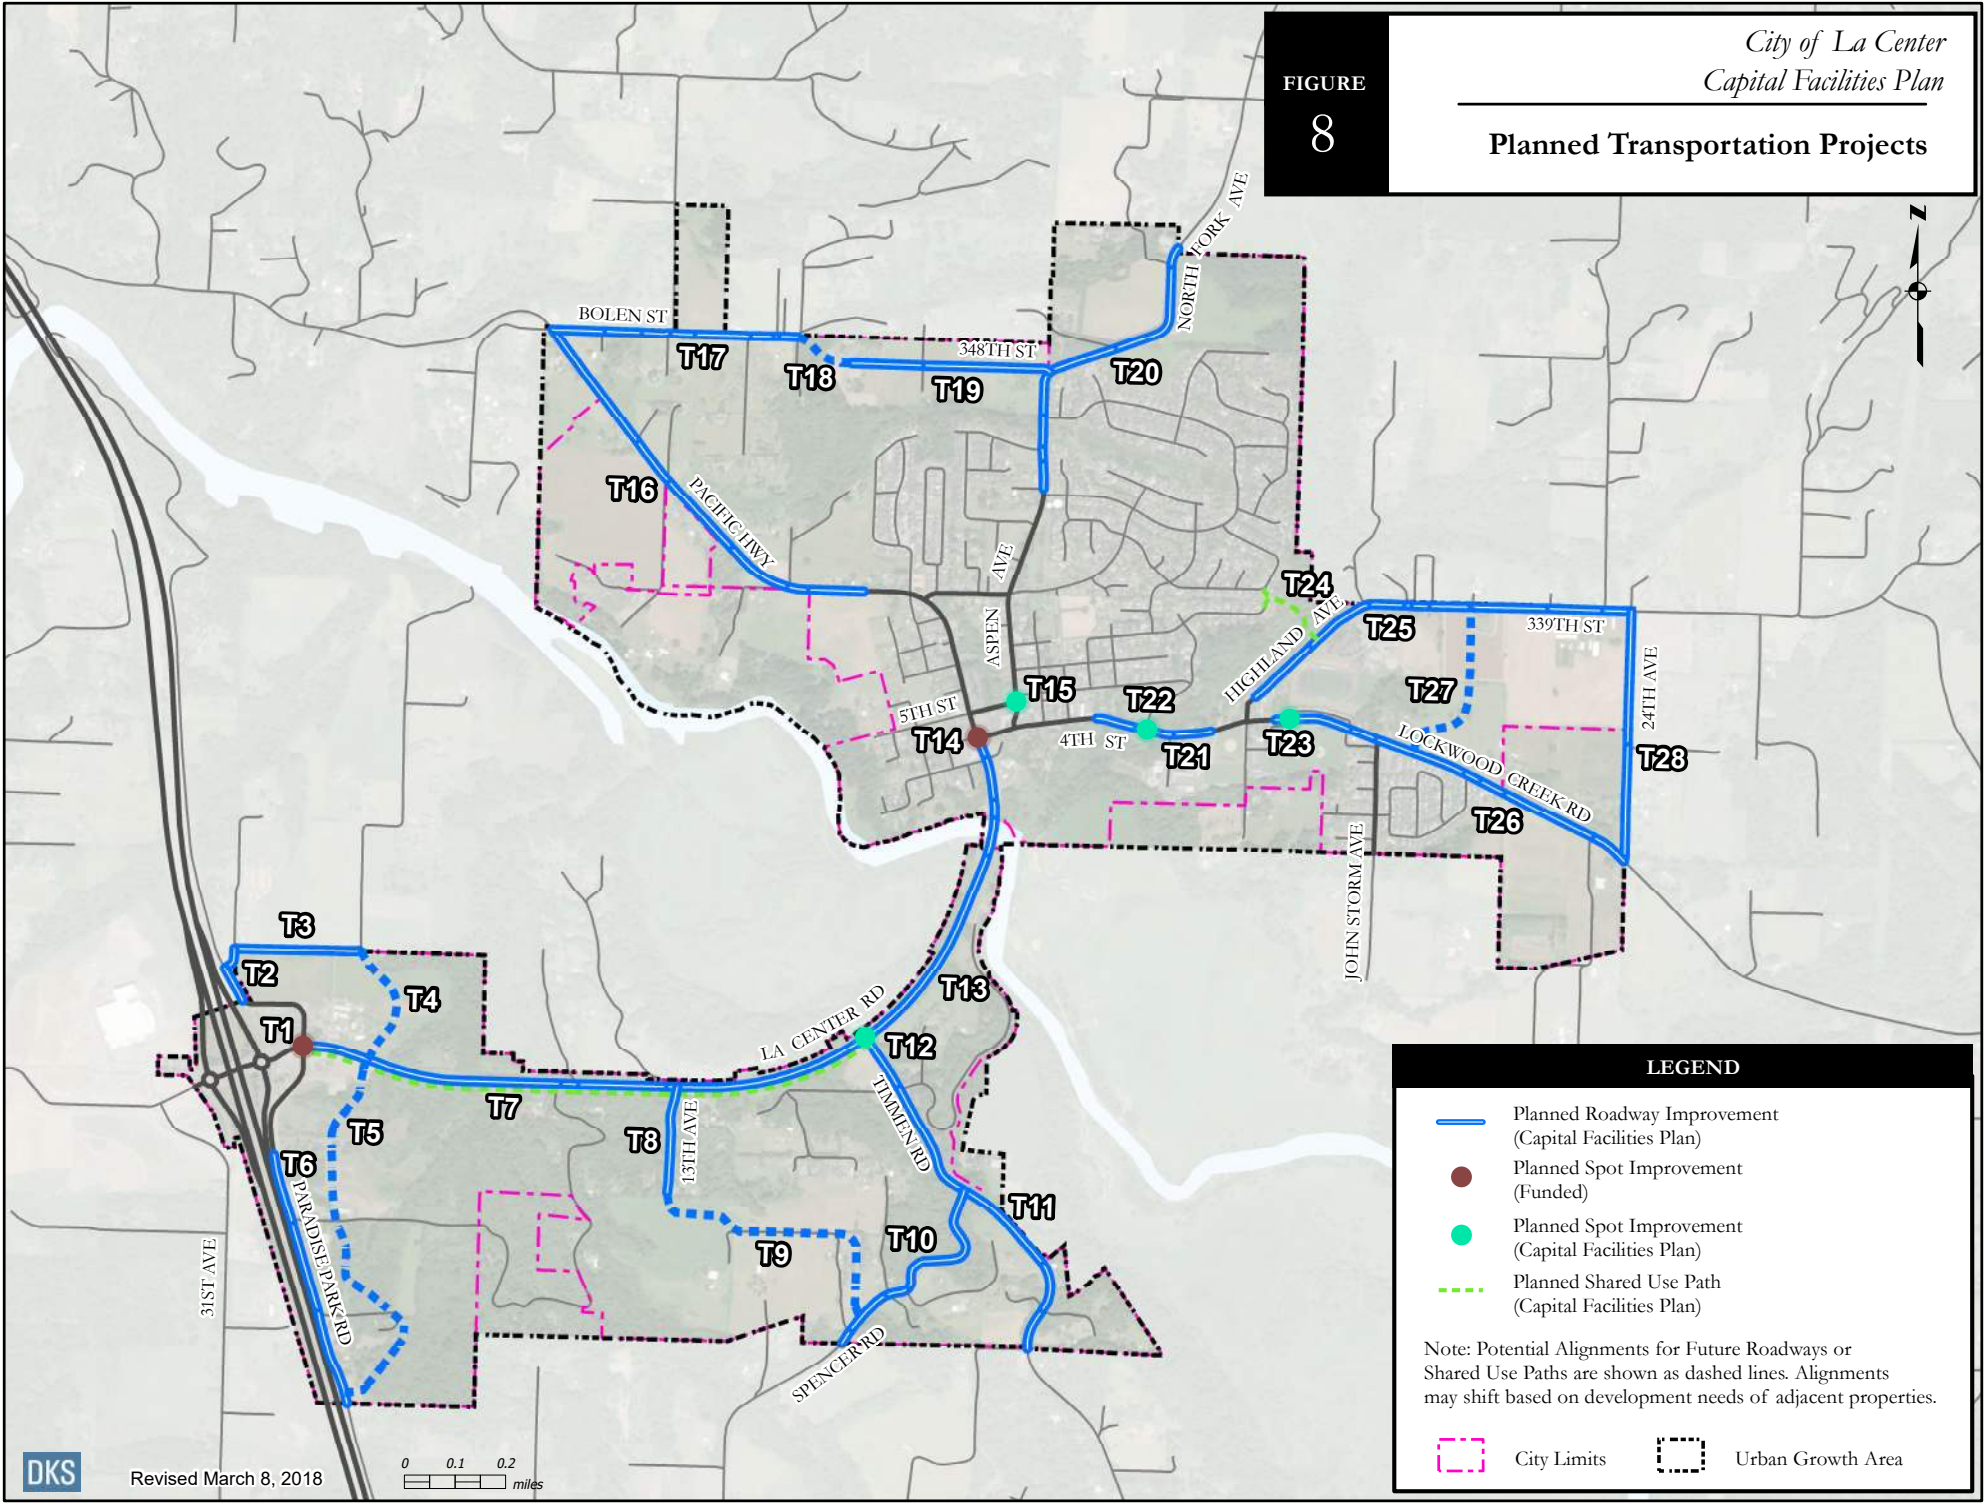 FIGURE
8
City of La Center
Capital Facilities Plan
Planned Transportation Projects
Z
NORTH FORK AVE
BOLEN ST
T17
T18
348TH ST
T19
T20
T16
PACIFIC HWY
ASPEN AVE
T24
HIGHLAND AVE
T25
339TH ST
24TH AVE
T27
T15
T22
5TH ST
T14
4TH ST
T21
T23
LOCKWOOD CREEK RD
T28
T26
JOHN STORM AVE
T3
T2
T4
T1
T13
LA CENTER RD
T12
T7
T5
T8
13TH AVE
TIMMEN RD
T6
PARADISE PARK RD
31ST AVE
T11
T10
T9
SPENCER RD
LEGEND
Planned Roadway Improvement
(Capital Facilities Plan)
Planned Spot Improvement
(Funded)
Planned Spot Improvement
(Capital Facilities Plan)
Planned Shared Use Path
(Capital Facilities Plan)
Note: Potential Alignments for Future Roadways or
Shared Use Paths are shown as dashed lines. Alignments
may shift based on development needs of adjacent properties.
City Limits
Urban Growth Area
DKS
Revised March 8, 2018
0 0.1 0.2
miles